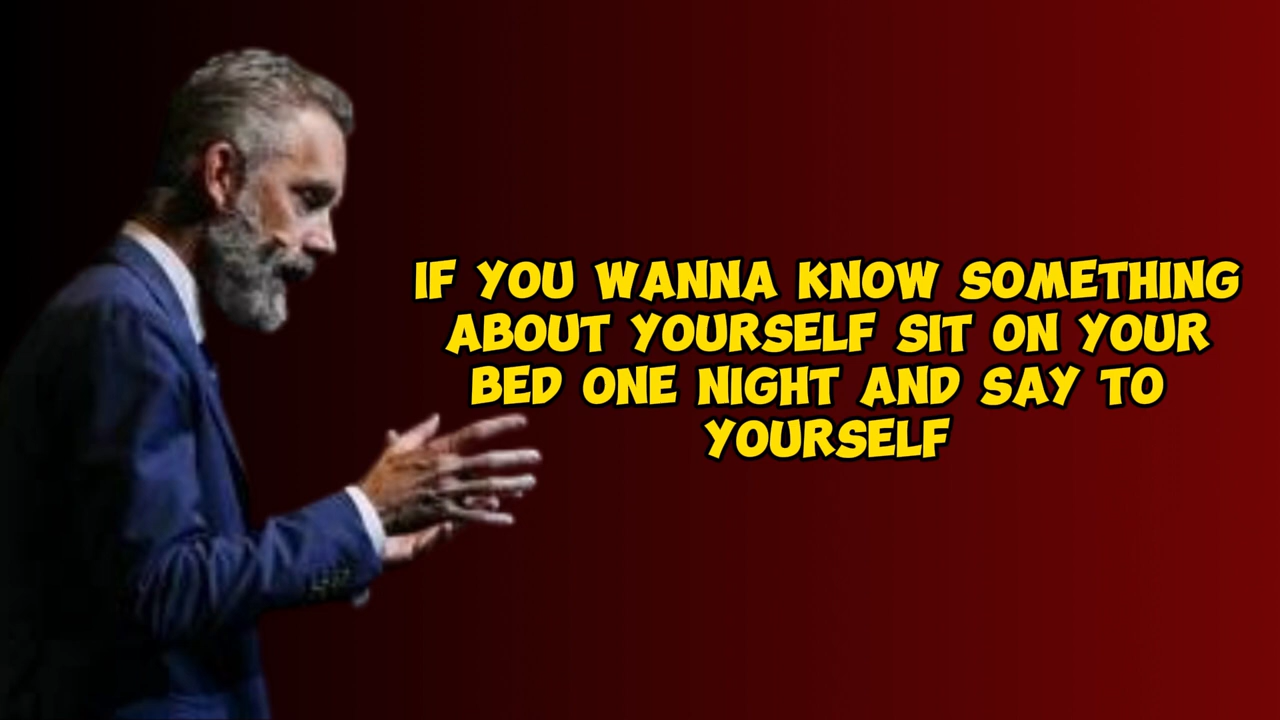 IF YOU WANNA KNOW SOMETHING
ABOUT YOURSELF SIT ON YOUR
BED ONE NIGHT AND SAY TO
YOURSELF